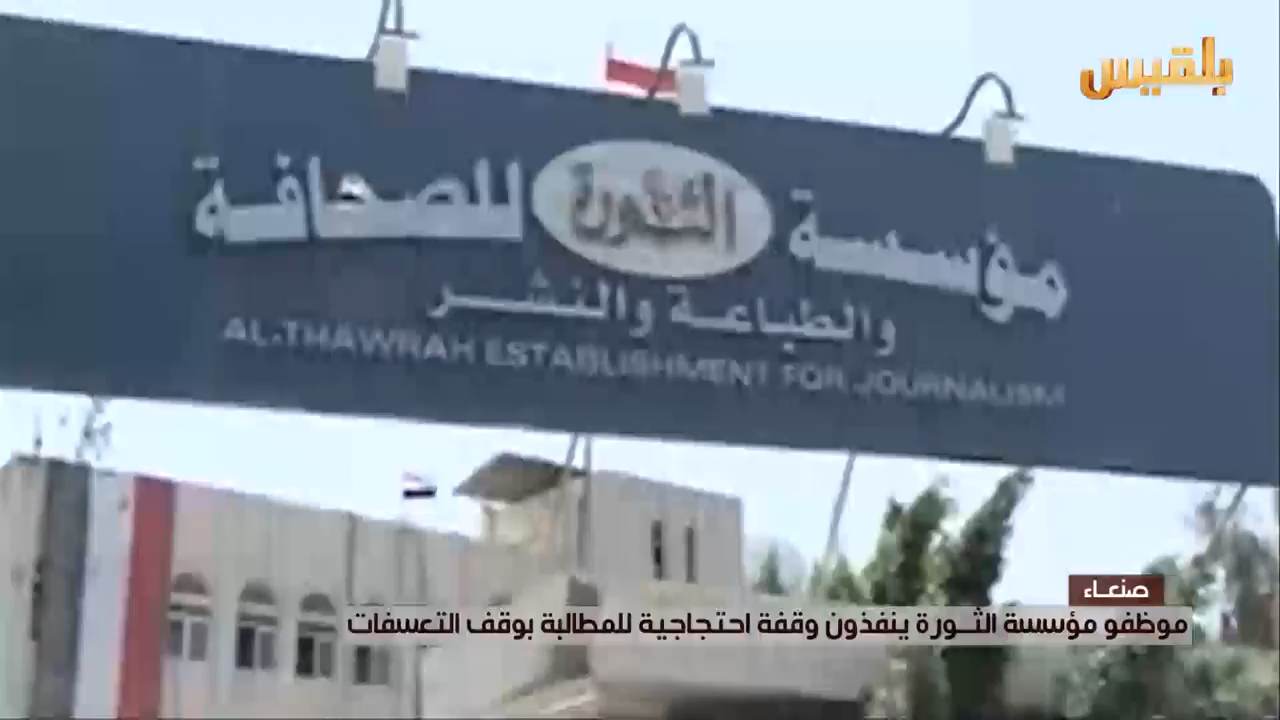 بلقيس
مؤسسة الثورة للصحافة
والطباعة والنشر
AL-THAWRAH ESTABLISHMENT FOR JOURNALISM
صنعاء
موظفو مؤسسة الثورة ينفذون وقفة احتجاجية للمطالبة بوقف التعسفات